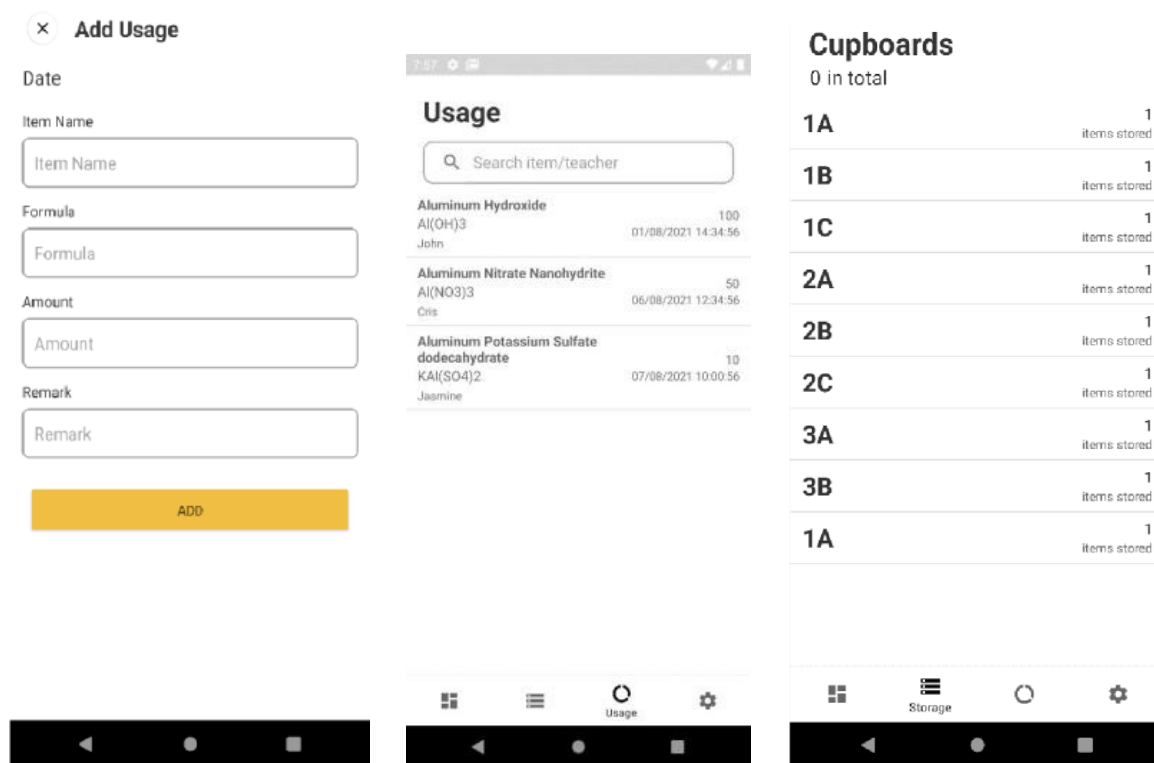 Add Usage
Date
Item Name
Item Name
Formula
Formula
Amount
Amount
Remark
Remark
ADD
7:57
Usage
Search item/teacher
Aluminum Hydroxide
Al(OH)3
John
100
01/08/2021 14:34:56
Aluminum Nitrate Nanohydrite
Al(NO3)3
Cris
50
06/08/2021 12:34:56
Aluminum Potassium Sulfate
dodecahydrate
KAl(SO4)2
Jasmine
10
07/08/2021 10:00:56
Usage
Cupboards
0 in total
1A
1
items stored
1B
1
items stored
1C
1
items stored
2A
1
items stored
2B
1
items stored
2C
1
items stored
3A
1
items stored
3B
1
items stored
1A
1
items stored
Storage